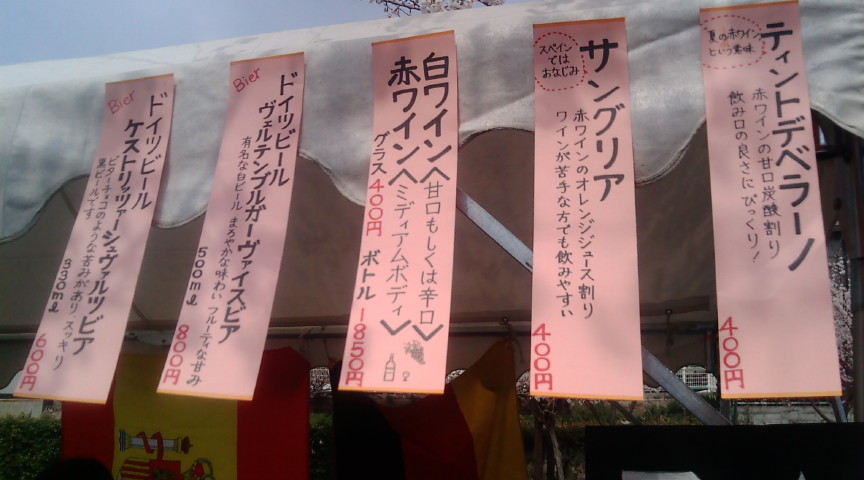 夏の赤ワイン
という意味
ティントデベラーノ
赤ワインの甘口炭酸割り
飲み口の良さにびっくり！
400円
スペイン
では
おなじみ
サングリア
赤ワインのオレンジジュース割り
ワインが苦手な方でも飲みやすい
400円
白ワイン〈甘口もしくは辛口〉
赤ワイン〈ミディアムボディ〉
グラス400円 ボトル1850円
Bier
ドイツビール
ヴェルテンブルガーヴァイスビア
有名な白ビール まろやかな味わい フルーティな甘み
500ml
800円
Bier
ドイツビール
ケストリッツァーシュヴァルツビア
ビターチョコのような苦みがあり スッキリ
黒ビールです
330ml
600円